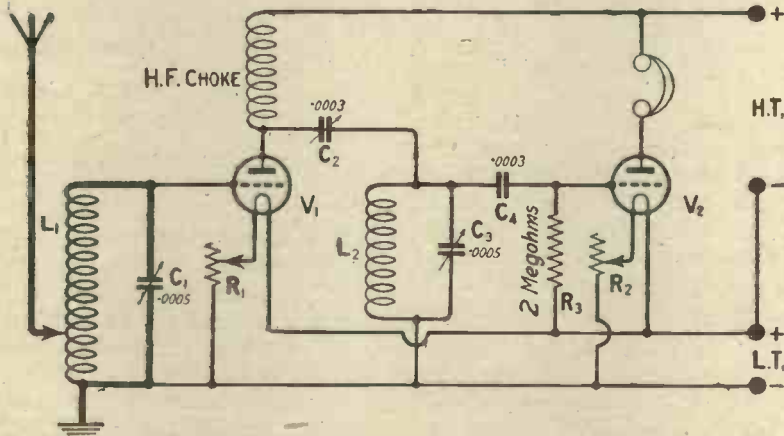 H.F. CHOKE
+
·0003
C₂
H.T.
·0003
C₄
V₁
V₂
−
L₁
L₂
C₃
·0005
C₁
·0005
R₁
2 Megohms
R₃
R₂
+
L.T.
−